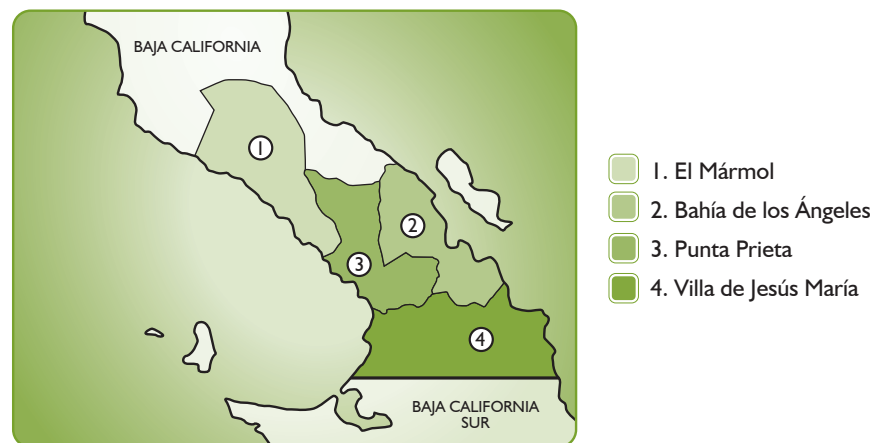 BAJA CALIFORNIA
1
2
3
4
BAJA CALIFORNIA
SUR
1. El Mármol
2. Bahía de los Ángeles
3. Punta Prieta
4. Villa de Jesús María